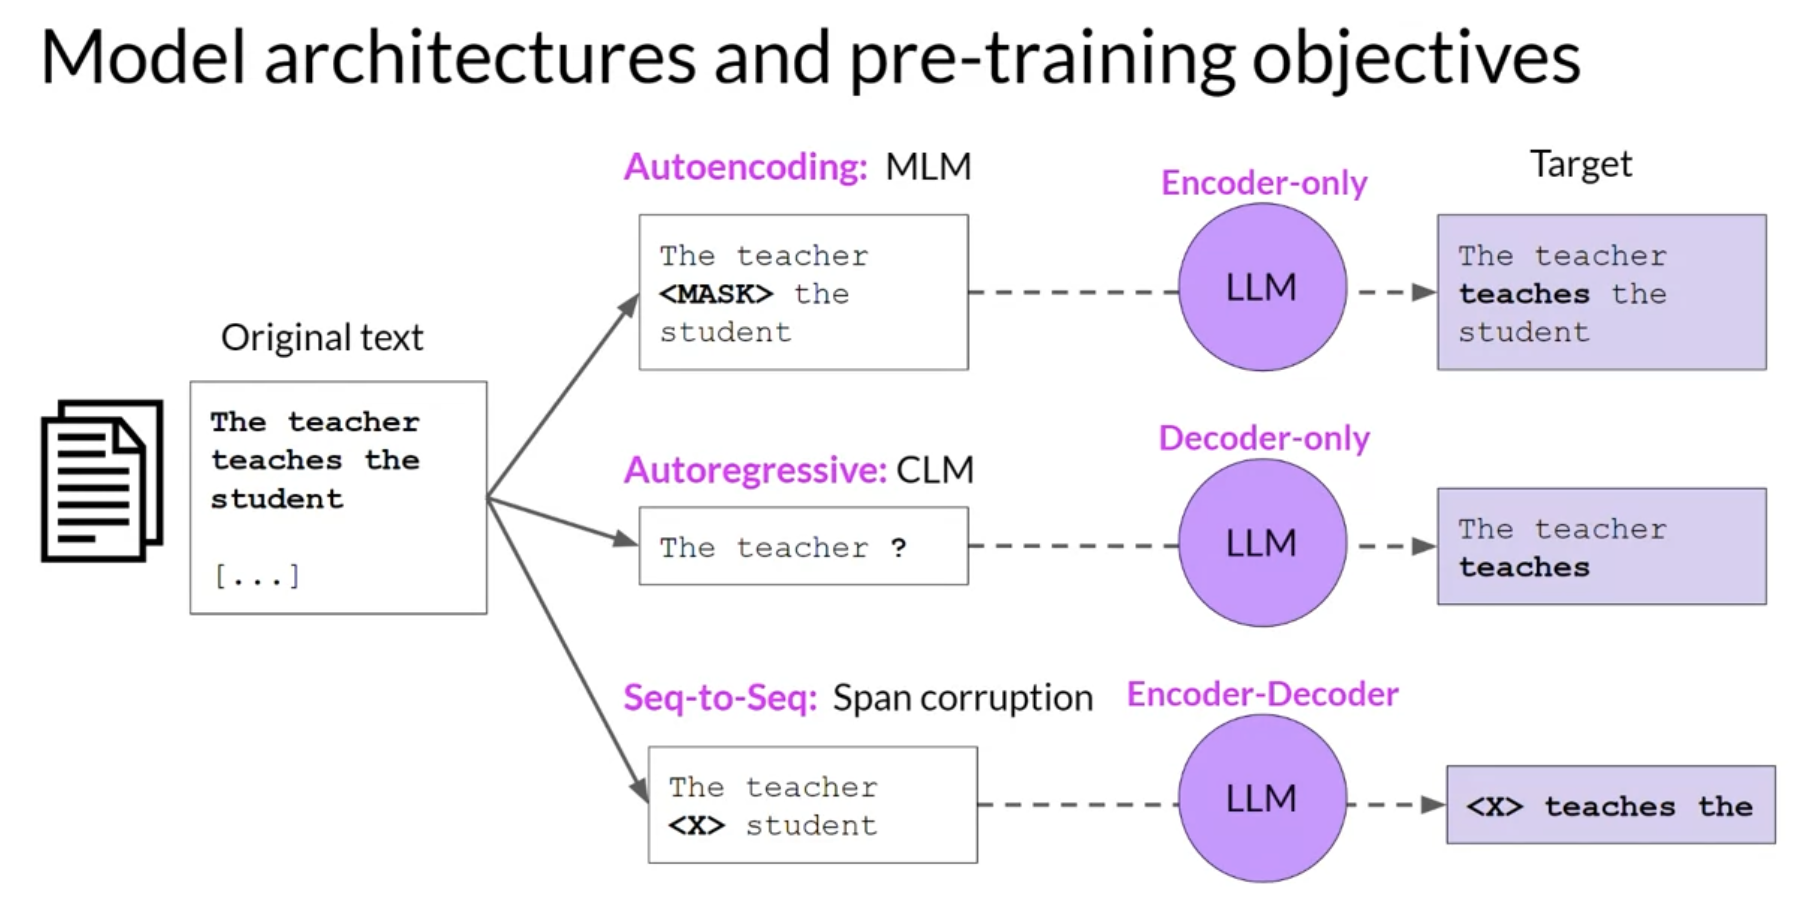 Model architectures and pre-training objectives
Original text
The teacher
teaches the
student
[...]
Autoencoding: MLM
The teacher
<MASK> the
student
Encoder-only
LLM
Target
The teacher
teaches the
student
Autoregressive: CLM
The teacher ?
Decoder-only
LLM
The teacher
teaches
Seq-to-Seq: Span corruption
The teacher
<X> student
Encoder-Decoder
LLM
<X> teaches the